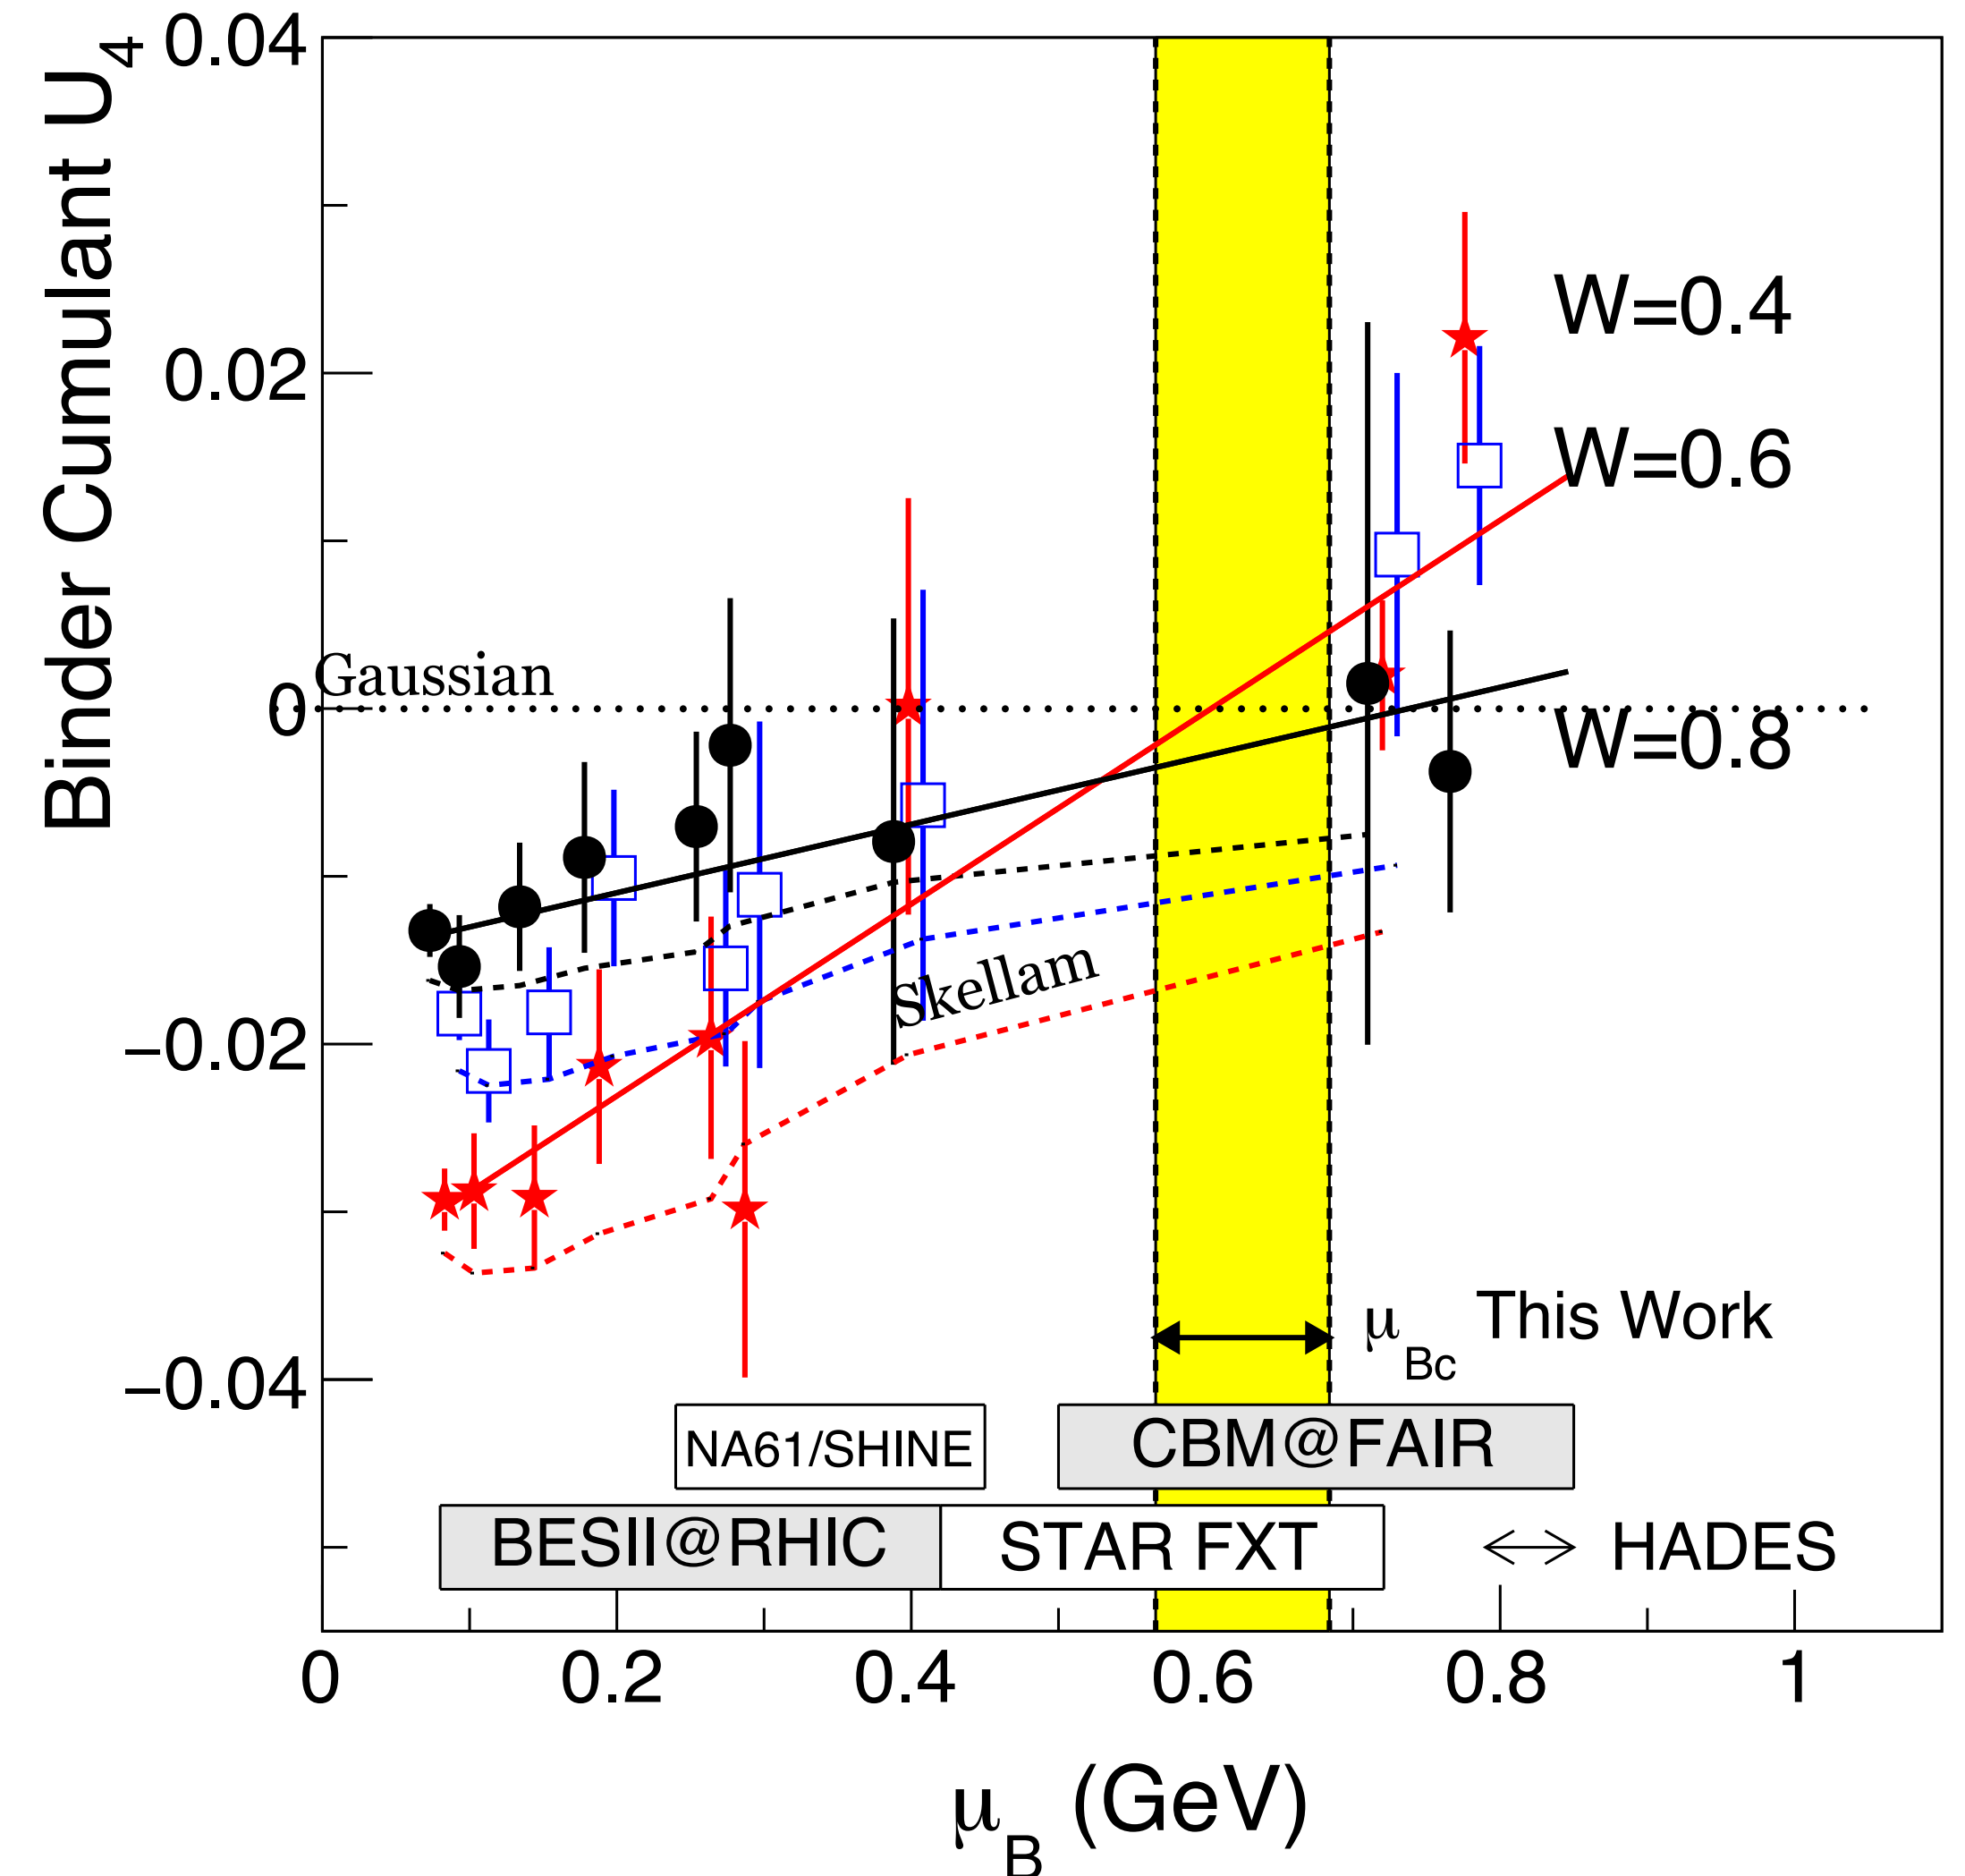 Binder Cumulant U4
0.04
0.02
0
−0.02
−0.04
Gaussian
W=0.4
W=0.6
W=0.8
Skellam
μBc This Work
NA61/SHINE
CBM@FAIR
BESII@RHIC
STAR FXT
HADES
0
0.2
0.4
0.6
0.8
1
μB (GeV)